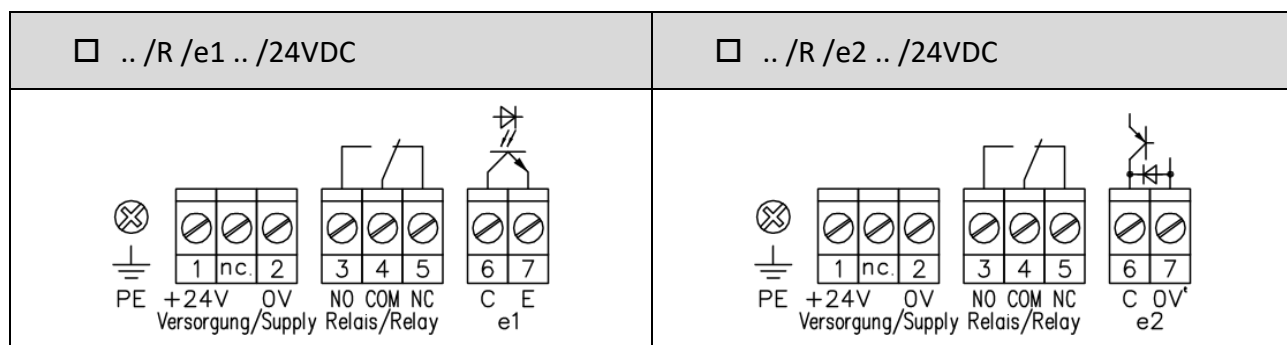 ☐ .. /R /e1 .. /24VDC
1 nc. 2 3 4 5 6 7
PE +24V 0V NO COM NC C E
Versorgung/Supply Relais/Relay e1
☐ .. /R /e2 .. /24VDC
1 nc. 2 3 4 5 6 7
PE +24V 0V NO COM NC C 0V'
Versorgung/Supply Relais/Relay e2